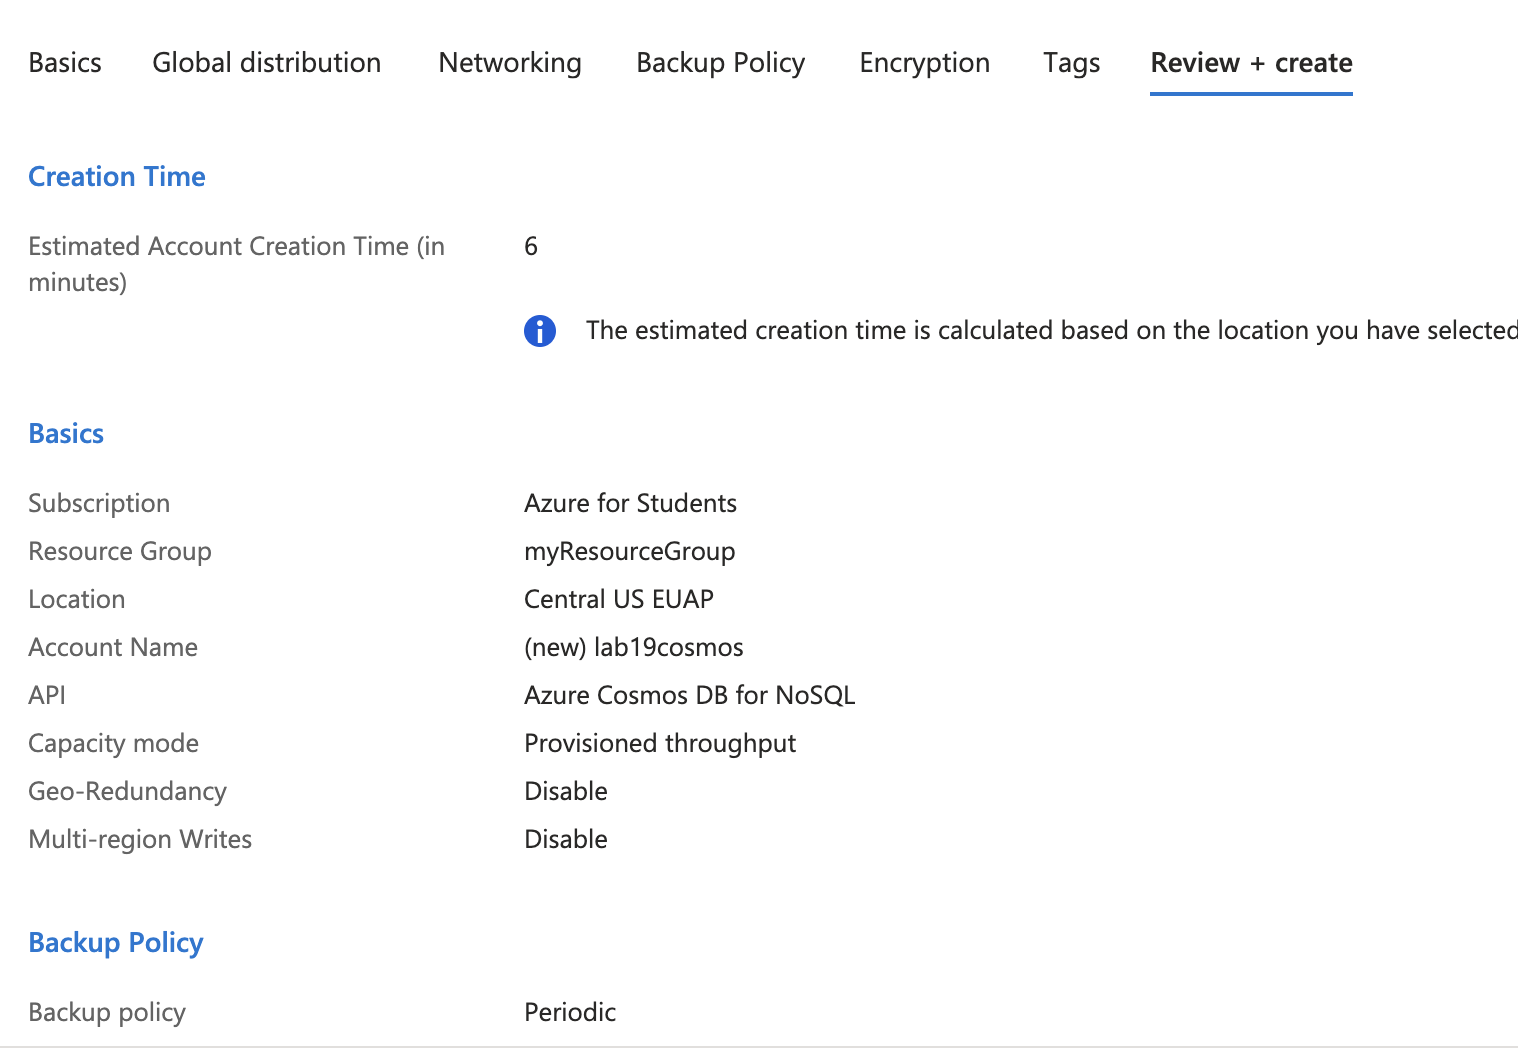 Basics Global distribution Networking Backup Policy Encryption Tags Review + create
Creation Time
Estimated Account Creation Time (in 6
minutes)
The estimated creation time is calculated based on the location you have selected
Basics
Subscription Azure for Students
Resource Group myResourceGroup
Location Central US EUAP
Account Name (new) lab19cosmos
API Azure Cosmos DB for NoSQL
Capacity mode Provisioned throughput
Geo-Redundancy Disable
Multi-region Writes Disable
Backup Policy
Backup policy Periodic